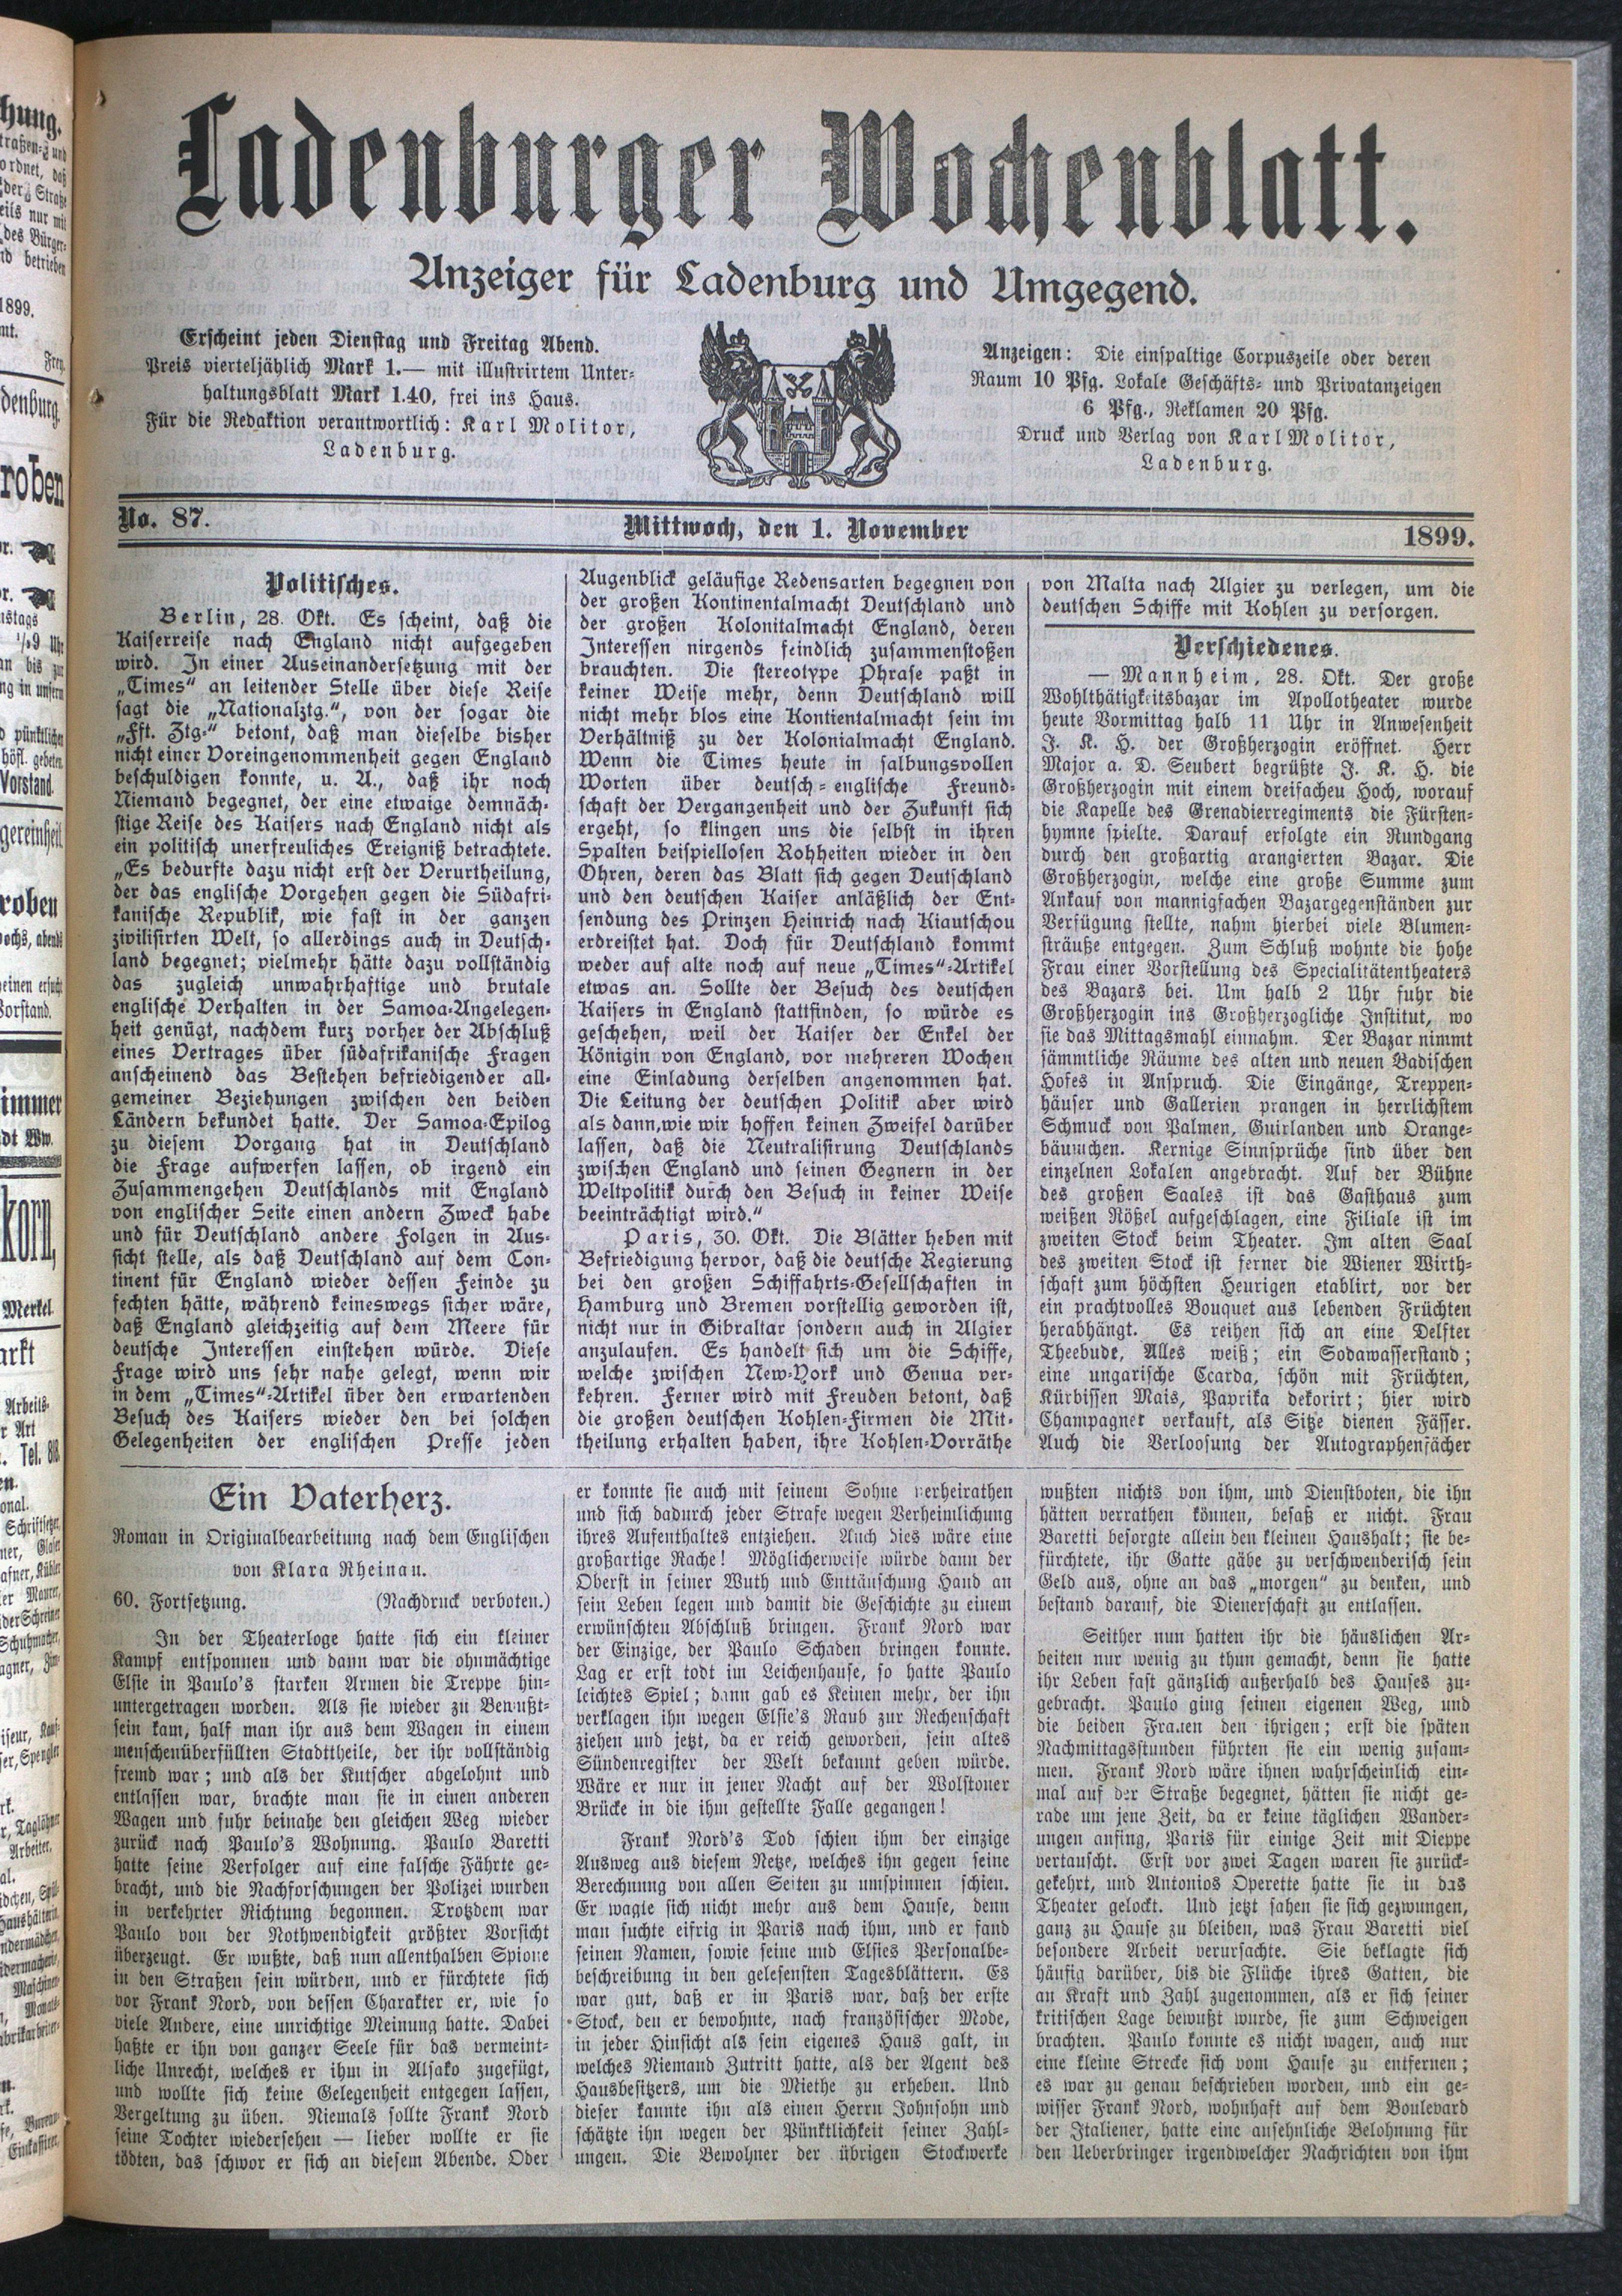 Ladenburger Wochenblatt.
Anzeiger für Ladenburg und Umgegend.
Erscheint jeden Dienstag und Freitag Abend.
Preis vierteljählich Mark 1.— mit illustrirtem Unter-
haltungsblatt Mark 1.40, frei ins Haus.
Für die Redaktion verantwortlich: Karl Molitor,
Ladenburg.
Anzeigen: Die einspaltige Corpuszeile oder deren
Raum 10 Pfg. Lokale Geschäfts- und Privatanzeigen
6 Pfg., Reklamen 20 Pfg.
Druck und Verlag von Karl Molitor,
Ladenburg.
No. 87.
Mittwoch, den 1. November
1899.
Politisches.
Berlin, 28. Okt. Es scheint, daß die
Kaiserreise nach England nicht aufgegeben
wird. In einer Auseinandersetzung mit der
„Times“ an leitender Stelle über diese Reise
sagt die „Nationalztg.“, von der sogar die
„Fft. Ztg-“ betont, daß man dieselbe bisher
nicht einer Voreingenommenheit gegen England
beschuldigen konnte, u. A., daß ihr noch
Niemand begegnet, der eine etwaige demnäch-
stige Reise des Kaisers nach England nicht als
ein politisch unerfreuliches Ereigniß betrachtete.
„Es bedurfte dazu nicht erst der Verurtheilung,
der das englische Vorgehen gegen die Südafri-
kanische Republik, wie fast in der ganzen
zivilisirten Welt, so allerdings auch in Deutsch-
land begegnet; vielmehr hätte dazu vollständig
das zugleich unwahrhaftige und brutale
englische Verhalten in der Samoa-Angelegen-
heit genügt, nachdem kurz vorher der Abschluß
eines Vertrages über südafrikanische Fragen
anscheinend das Bestehen befriedigender all-
gemeiner Beziehungen zwischen den beiden
Ländern bekundet hatte. Der Samoa-Epilog
zu diesem Vorgang hat in Deutschland
die Frage aufwerfen lassen, ob irgend ein
Zusammengehen Deutschlands mit England
von englischer Seite einen andern Zweck habe
und für Deutschland andere Folgen in Aus-
sicht stelle, als daß Deutschland auf dem Con-
tinent für England wieder dessen Feinde zu
fechten hätte, während keineswegs sicher wäre,
daß England gleichzeitig auf dem Meere für
deutsche Interessen einstehen würde. Diese
Frage wird uns sehr nahe gelegt, wenn wir
in dem „Times“-Artikel über den erwartenden
Besuch des Kaisers wieder den bei solchen
Gelegenheiten der englischen Presse jeden
Augenblick geläufige Redensarten begegnen von
der großen Kontinentalmacht Deutschland und
der großen Kolonitalmacht England, deren
Interessen nirgends feindlich zusammenstoßen
brauchten. Die stereotype Phrase paßt in
keiner Weise mehr, denn Deutschland will
nicht mehr blos eine Kontientalmacht sein im
Verhältniß zu der Kolonialmacht England.
Wenn die Times heute in salbungsvollen
Worten über deutsch-englische Freund-
schaft der Vergangenheit und der Zukunft sich
ergeht, so klingen uns die selbst in ihren
Spalten beispiellosen Rohheiten wieder in den
Ohren, deren das Blatt sich gegen Deutschland
und den deutschen Kaiser anläßlich der Ent-
sendung des Prinzen Heinrich nach Kiautschou
erdreistet hat. Doch für Deutschland kommt
weder auf alte noch auf neue „Times“-Artikel
etwas an. Sollte der Besuch des deutschen
Kaisers in England stattfinden, so würde es
geschehen, weil der Kaiser der Enkel der
Königin von England, vor mehreren Wochen
eine Einladung derselben angenommen hat.
Die Leitung der deutschen Politik aber wird
als dann, wie wir hoffen keinen Zweifel darüber
lassen, daß die Neutralisirung Deutschlands
zwischen England und seinen Gegnern in der
Weltpolitik durch den Besuch in keiner Weise
beeinträchtigt wird.“
Paris, 30. Okt. Die Blätter heben mit
Befriedigung hervor, daß die deutsche Regierung
bei den großen Schiffahrts-Gesellschaften in
Hamburg und Bremen vorstellig geworden ist,
nicht nur in Gibraltar sondern auch in Algier
anzulaufen. Es handelt sich um die Schiffe,
welche zwischen New-York und Genua ver-
kehren. Ferner wird mit Freuden betont, daß
die großen deutschen Kohlen-Firmen die Mit-
theilung erhalten haben, ihre Kohlen-Vorräthe
von Malta nach Algier zu verlegen, um die
deutschen Schiffe mit Kohlen zu versorgen.
Verschiedenes.
— Mannheim, 28. Okt. Der große
Wohlthätigkeitsbazar im Apollotheater wurde
heute Vormittag halb 11 Uhr in Anwesenheit
J. K. H. der Großherzogin eröffnet. Herr
Major a. D. Seubert begrüßte J. K. H. die
Großherzogin mit einem dreifacheu Hoch, worauf
die Kapelle des Grenadierregiments die Fürsten-
hymne spielte. Darauf erfolgte ein Rundgang
durch den großartig arangierten Bazar. Die
Großherzogin, welche eine große Summe zum
Ankauf von mannigfachen Bazargegenständen zur
Verfügung stellte, nahm hierbei viele Blumen-
sträuße entgegen. Zum Schluß wohnte die hohe
Frau einer Vorstellung des Specialitätentheaters
des Bazars bei. Um halb 2 Uhr fuhr die
Großherzogin ins Großherzogliche Institut, wo
sie das Mittagsmahl einnahm. Der Bazar nimmt
sämmtliche Räume des alten und neuen Badischen
Hofes in Anspruch. Die Eingänge, Treppen-
häuser und Gallerien prangen in herrlichstem
Schmuck von Palmen, Guirlanden und Orange-
bäumchen. Kernige Sinnsprüche sind über den
einzelnen Lokalen angebracht. Auf der Bühne
des großen Saales ist das Gasthaus zum
weißen Rößel aufgeschlagen, eine Filiale ist im
zweiten Stock beim Theater. Im alten Saal
des zweiten Stock ist ferner die Wiener Wirth-
schaft zum höchsten Heurigen etablirt, vor der
ein prachtvolles Bouquet aus lebenden Früchten
herabhängt. Es reihen sich an eine Delfter
Theebude, Alles weiß; ein Sodawasserstand;
eine ungarische Ccarda, schön mit Früchten,
Kürbissen Mais, Paprika dekorirt; hier wird
Champagner verkauft, als Sitze dienen Fässer.
Auch die Verloosung der Autographenfächer
Ein Vaterherz.
Roman in Originalbearbeitung nach dem Englischen
von Klara Rheinau.
60. Fortsetzung. (Nachdruck verboten.)
In der Theaterloge hatte sich ein kleiner
Kampf entsponnen und dann war die ohnmächtige
Elsie in Paulo's starken Armen die Treppe hin-
untergetragen worden. Als sie wieder zu Bewußt-
sein kam, half man ihr aus dem Wagen in einem
menschenüberfüllten Stadttheile, der ihr vollständig
fremd war; und als der Kutscher abgelohnt und
entlassen war, brachte man sie in einen anderen
Wagen und fuhr beinahe den gleichen Weg wieder
zurück nach Paulo's Wohnung. Paulo Baretti
hatte seine Verfolger auf eine falsche Fährte ge-
bracht, und die Nachforschungen der Polizei wurden
in verkehrter Richtung begonnen. Trotzdem war
Paulo von der Nothwendigkeit größter Vorsicht
überzeugt. Er wußte, daß nun allenthalben Spione
in den Straßen sein würden, und er fürchtete sich
vor Frank Nord, von dessen Charakter er, wie so
viele Andere, eine unrichtige Meinung hatte. Dabei
haßte er ihn von ganzer Seele für das vermeint-
liche Unrecht, welches er ihm in Alsako zugefügt,
und wollte sich keine Gelegenheit entgegen lassen,
Vergeltung zu üben. Niemals sollte Frank Nord
seine Tochter wiedersehen — lieber wollte er sie
tödten, das schwor er sich an diesem Abende. Oder
er konnte sie auch mit seinem Sohne verheirathen
und sich dadurch jeder Strafe wegen Verheimlichung
ihres Aufenthaltes entziehen. Auch dies wäre eine
großartige Rache! Möglicherweise würde dann der
Oberst in seiner Wuth und Enttäuschung Hand an
sein Leben legen und damit die Geschichte zu einem
erwünschten Abschluß bringen. Frank Nord war
der Einzige, der Paulo Schaden bringen konnte.
Lag er erst todt im Leichenhause, so hatte Paulo
leichtes Spiel; dann gab es Keinen mehr, der ihn
verklagen ihn wegen Elsie's Raub zur Rechenschaft
ziehen und jetzt, da er reich geworden, sein altes
Sündenregister der Welt bekannt geben würde.
Wäre er nur in jener Nacht auf der Wolstoner
Brücke in die ihm gestellte Falle gegangen!
Frank Nord's Tod schien ihm der einzige
Ausweg aus diesem Netze, welches ihn gegen seine
Berechnung von allen Seiten zu umspinnen schien.
Er wagte sich nicht mehr aus dem Hause, denn
man suchte eifrig in Paris nach ihm, und er fand
seinen Namen, sowie seine und Elsies Personalbe-
beschreibung in den gelesensten Tagesblättern. Es
war gut, daß er in Paris war, daß der erste
Stock, den er bewohnte, nach französischer Mode,
in jeder Hinsicht als sein eigenes Haus galt, in
welches Niemand Zutritt hatte, als der Agent des
Hausbesitzers, um die Miethe zu erheben. Und
dieser kannte ihn als einen Herrn Johnsohn und
schätzte ihn wegen der Pünktlichkeit seiner Zahl-
ungen. Die Bewohner der übrigen Stockwerke
wußten nichts von ihm, und Dienstboten, die ihn
hätten verrathen können, besaß er nicht. Frau
Baretti besorgte allein den kleinen Haushalt; sie be-
fürchtete, ihr Gatte gäbe zu verschwenderisch sein
Geld aus, ohne an das „morgen“ zu denken, und
bestand darauf, die Dienerschaft zu entlassen.
Seither nun hatten ihr die häuslichen Ar-
beiten nur wenig zu thun gemacht, denn sie hatte
ihr Leben fast gänzlich außerhalb des Hauses zu-
gebracht. Paulo ging seinen eigenen Weg, und
die beiden Frauen den ihrigen; erst die späten
Nachmittagsstunden führten sie ein wenig zusam-
men. Frank Nord wäre ihnen wahrscheinlich ein-
mal auf der Straße begegnet, hätten sie nicht ge-
rade um jene Zeit, da er keine täglichen Wander-
ungen anfing, Paris für einige Zeit mit Dieppe
vertauscht. Erst vor zwei Tagen waren sie zurück-
gekehrt, und Antonios Operette hatte sie in das
Theater gelockt. Und jetzt sahen sie sich gezwungen,
ganz zu Hause zu bleiben, was Frau Baretti viel
besondere Arbeit verursachte. Sie beklagte sich
häufig darüber, bis die Flüche ihres Gatten, die
an Kraft und Zahl zugenommen, als er sich seiner
kritischen Lage bewußt wurde, sie zum Schweigen
brachten. Paulo konnte es nicht wagen, auch nur
eine kleine Strecke sich vom Hause zu entfernen;
es war zu genau beschrieben worden, und ein ge-
wisser Frank Nord, wohnhaft auf dem Boulevard
der Italiener, hatte eine ansehnliche Belohnung für
den Ueberbringer irgendwelcher Nachrichten von ihm